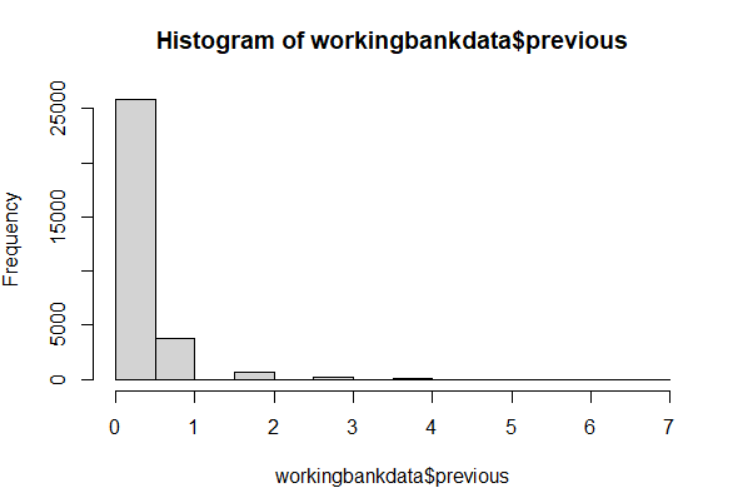 Histogram of workingbankdata$previous
Frequency
25000
15000
5000
0
0 1 2 3 4 5 6 7
workingbankdata$previous